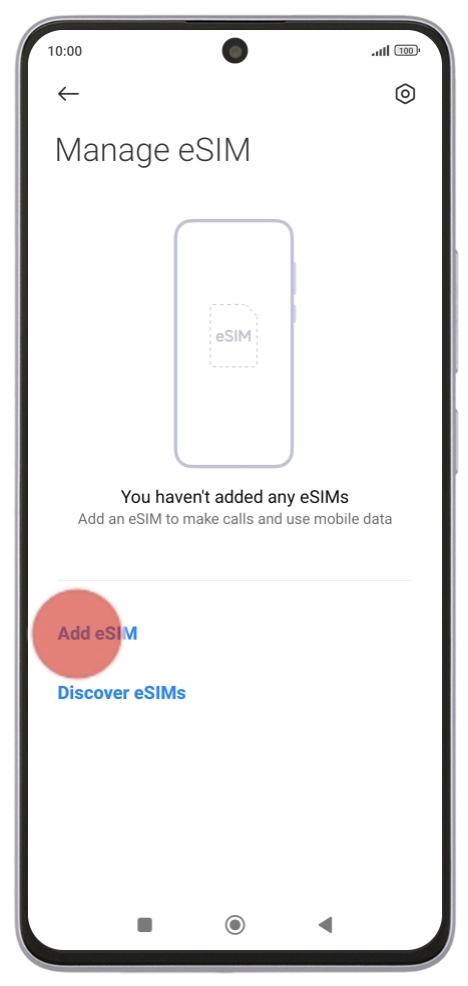 10:00
100
Manage eSIM
eSIM
You haven't added any eSIMs
Add an eSIM to make calls and use mobile data
Add eSIM
Discover eSIMs